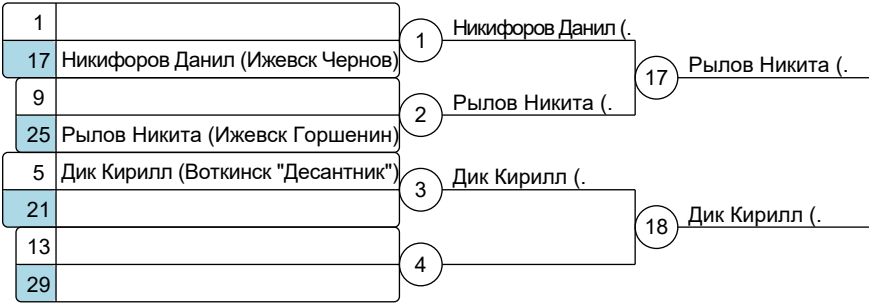 1
17 Никифоров Данил (Ижевск Чернов)
1
Никифоров Данил (.
9
25 Рылов Никита (Ижевск Горшенин)
2
Рылов Никита (.
17
Рылов Никита (.
5 Дик Кирилл (Воткинск "Десантник")
21
3
Дик Кирилл (.
13
29
4
18
Дик Кирилл (.